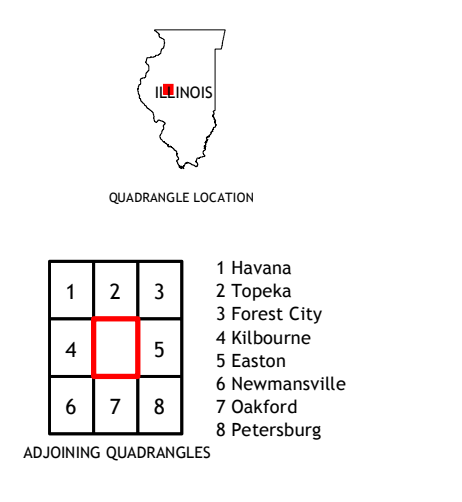 ILLINOIS
QUADRANGLE LOCATION
1 2 3
4 5
6 7 8
ADJOINING QUADRANGLES
1 Havana
2 Topeka
3 Forest City
4 Kilbourne
5 Easton
6 Newmansville
7 Oakford
8 Petersburg